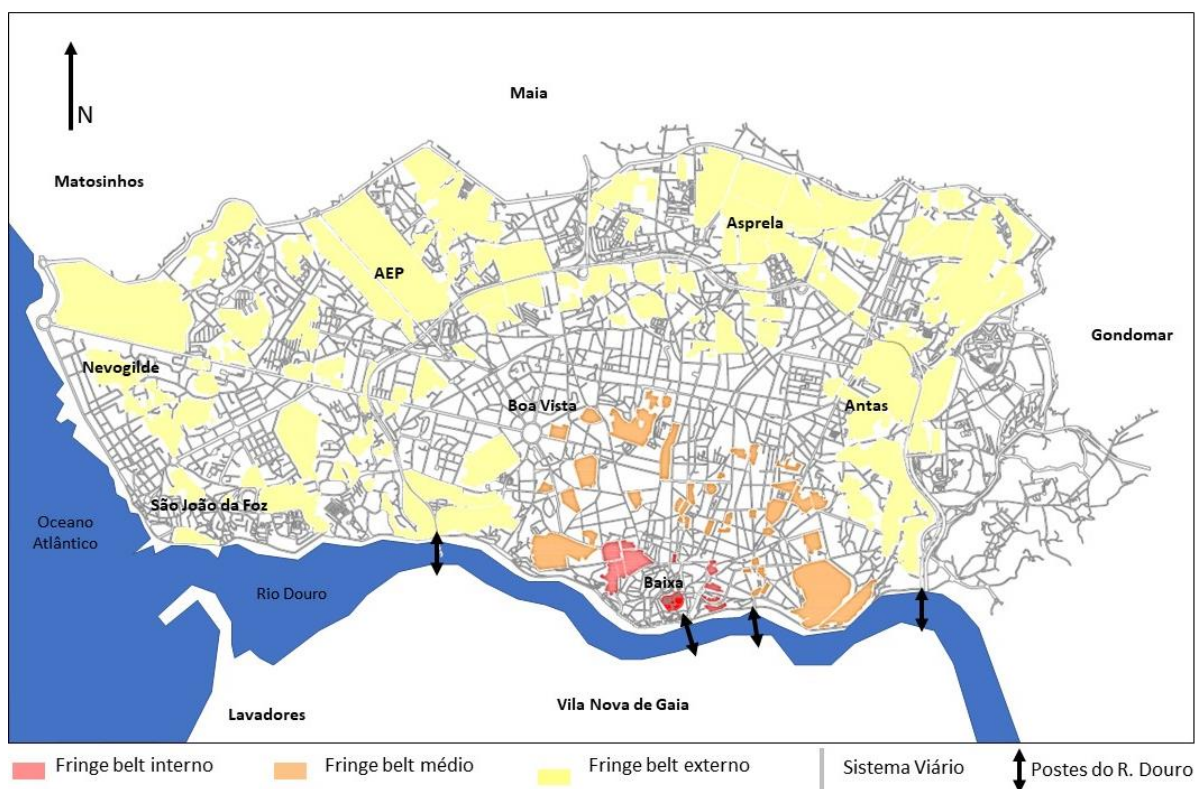 N
Maia
Matosinhos
Asprela
AEP
Gondomar
Nevogilde
Boa Vista
Antas
São João da Foz
Oceano
Atlântico
Baixa
Rio Douro
Vila Nova de Gaia
Lavadores
Fringe belt interno
Fringe belt médio
Fringe belt externo
Sistema Viário
Postes do R. Douro